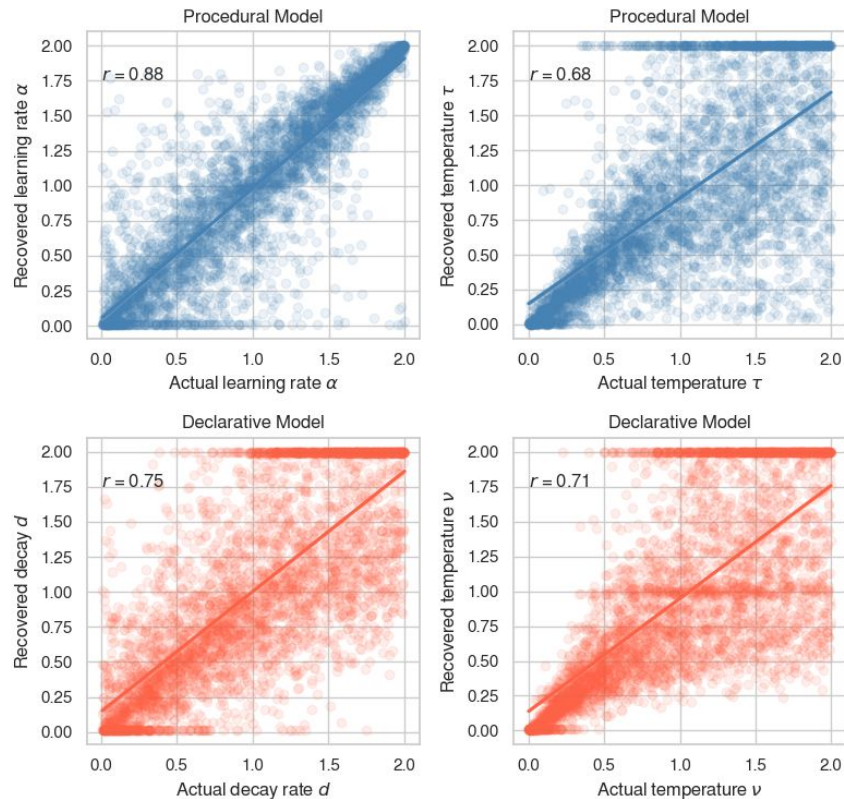 Procedural Model
Procedural Model
r = 0.88
r = 0.68
Recovered learning rate α
2.00
1.75
1.50
1.25
1.00
0.75
0.50
0.25
0.00
Recovered temperature τ
2.00
1.75
1.50
1.25
1.00
0.75
0.50
0.25
0.00
0.0 0.5 1.0 1.5 2.0
0.0 0.5 1.0 1.5 2.0
Actual learning rate α
Actual temperature τ
Declarative Model
Declarative Model
r = 0.75
r = 0.71
Recovered decay d
2.00
1.75
1.50
1.25
1.00
0.75
0.50
0.25
0.00
Recovered temperature ν
2.00
1.75
1.50
1.25
1.00
0.75
0.50
0.25
0.00
0.0 0.5 1.0 1.5 2.0
0.0 0.5 1.0 1.5 2.0
Actual decay rate d
Actual temperature ν